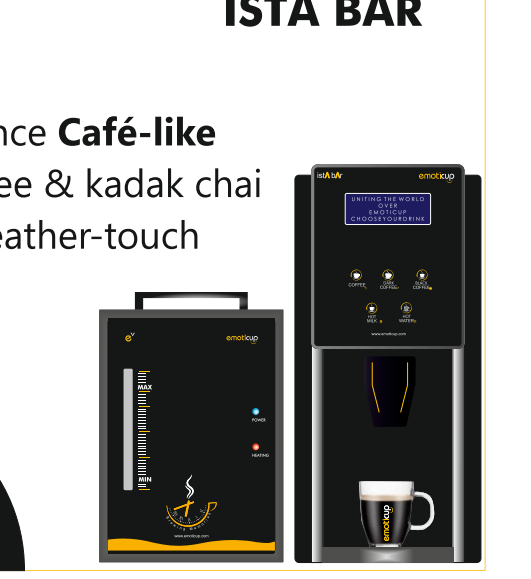 ISTA BAR
nce Café-like
ee & kadak chai
eather-touch
istA bAr
emoticup
UNITING THE WORLD
OVER
EMOTICUP
CHOOSEYOURDRINK
COFFEE
DARK
COFFEE
BLACK
COFFEE
HOT
MILK
HOT
WATER
www.emoticup.com
ev
emoticup
MAX
POWER
HEATING
MIN
www.emoticup.com
emoticup